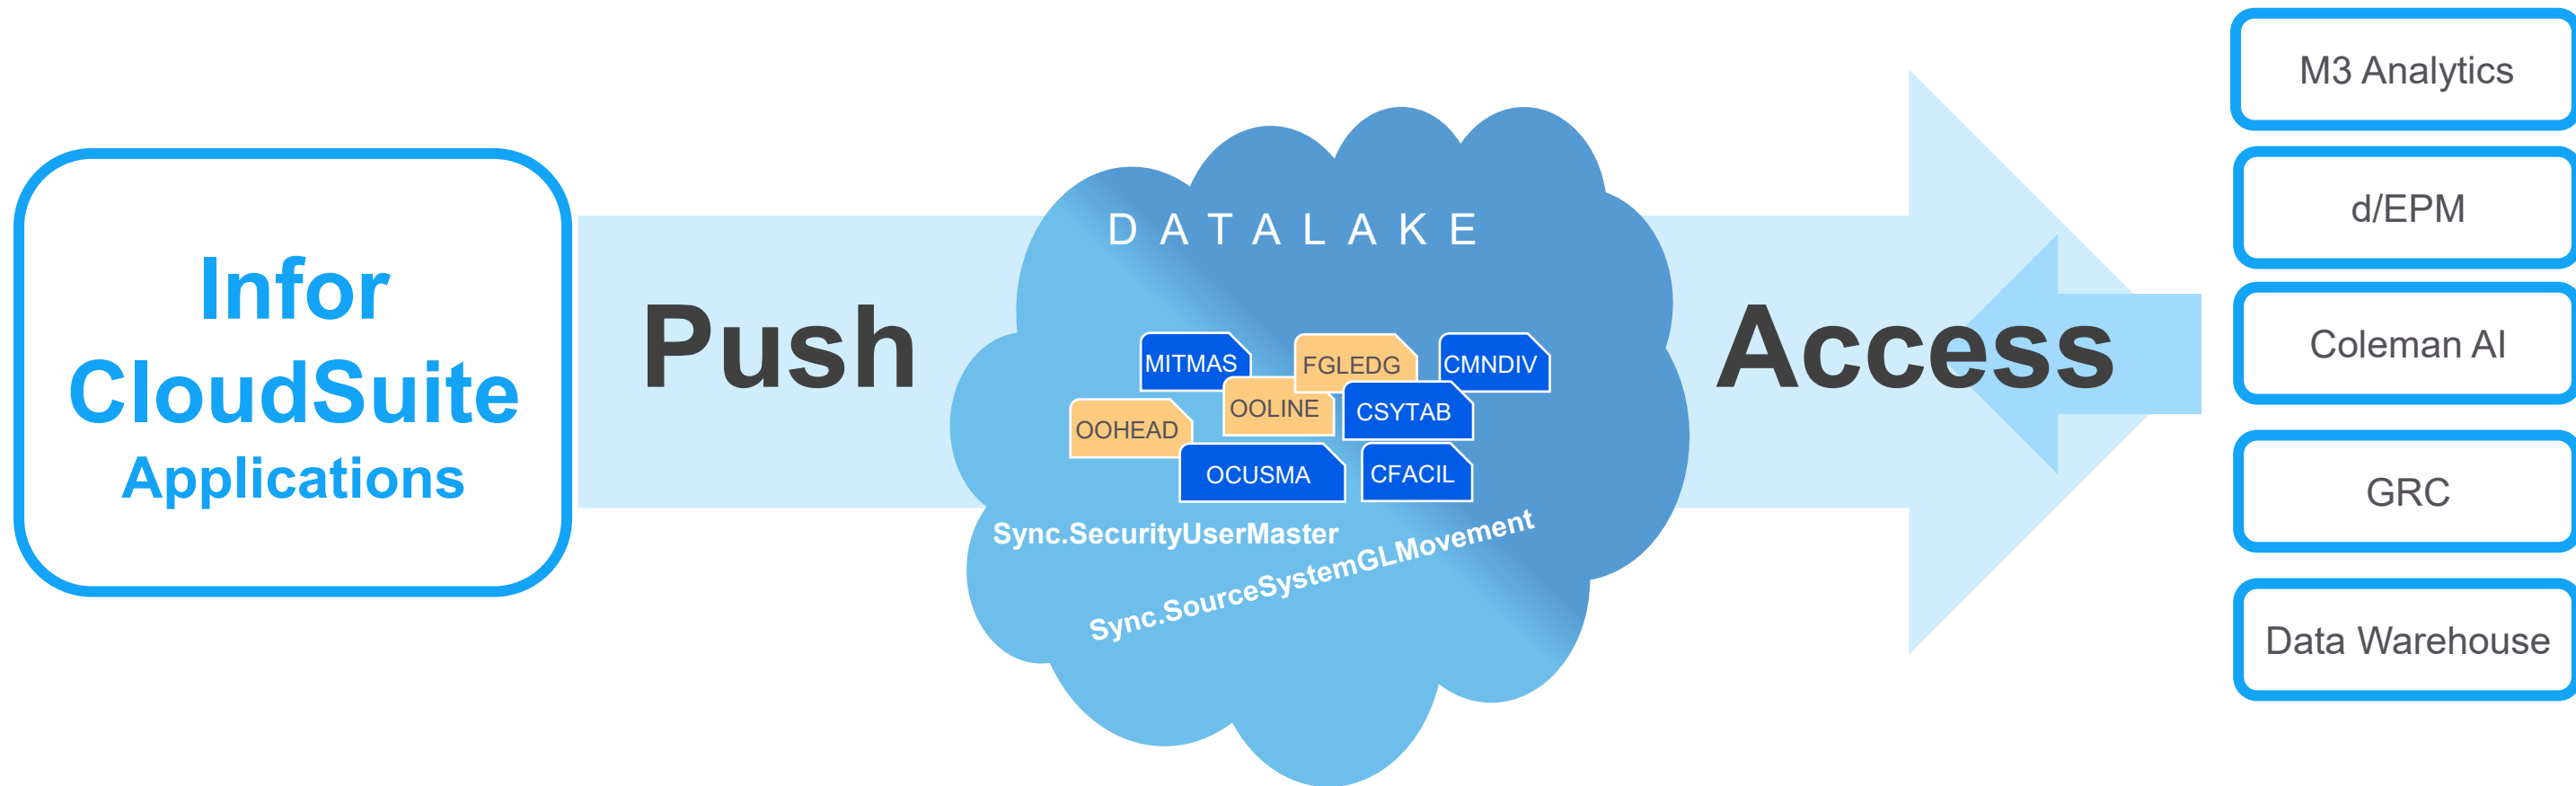 Infor
CloudSuite
Applications
Push
DATALAKE
MITMAS
FGLEDG
CMNDIV
OOLINE
CSYTAB
OOHEAD
OCUSMA
CFACIL
Sync.SecurityUserMaster
Sync.SourceSystemGLMovement
Access
M3 Analytics
d/EPM
Coleman AI
GRC
Data Warehouse